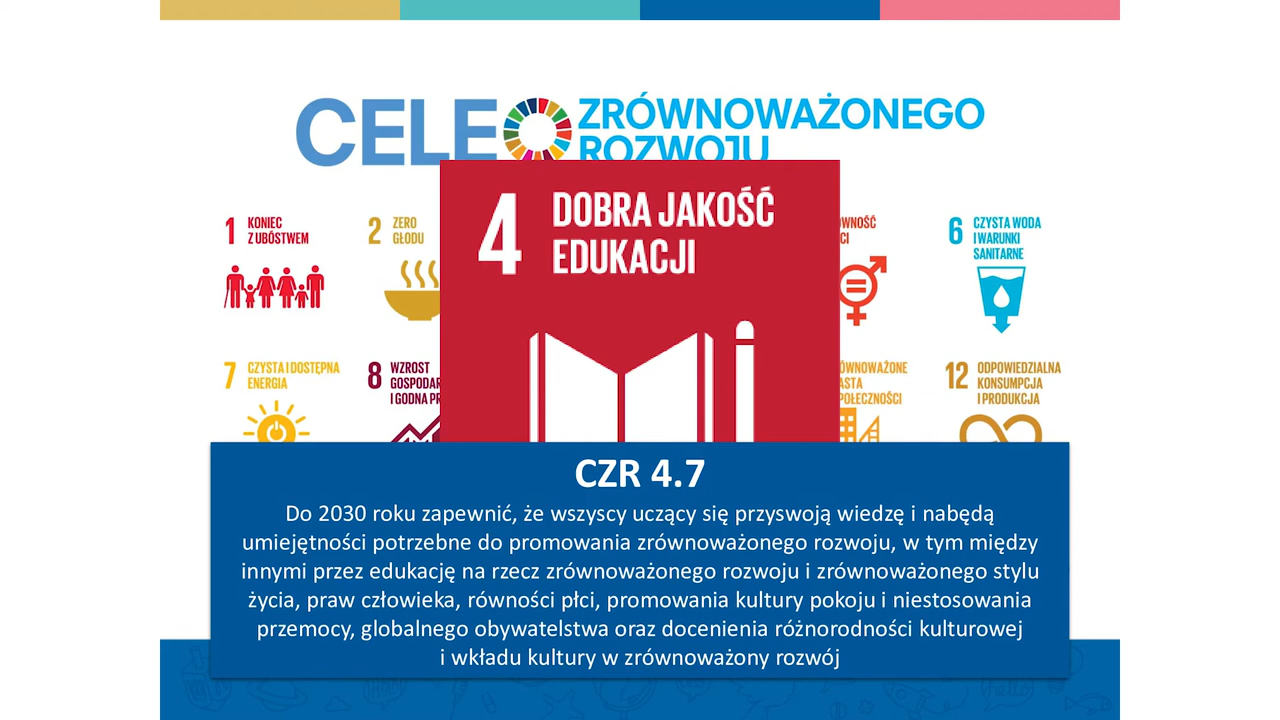 CELE ZRÓWNOWAŻONEGO
ROZWOJU
1 KONIEC
Z UBÓSTWEM
2 ZERO
GŁODU
4 DOBRA JAKOŚĆ
EDUKACJI
6 CZYSTA WODA
I WARUNKI
SANITARNE
7 CZYSTA I DOSTĘPNA
ENERGIA
8 WZROST
12 ODPOWIEDZIALNA
KONSUMPCJA
I PRODUKCJA
CZR 4.7
Do 2030 roku zapewnić, że wszyscy uczący się przyswoją wiedzę i nabędą
umiejętności potrzebne do promowania zrównoważonego rozwoju, w tym między
innymi przez edukację na rzecz zrównoważonego rozwoju i zrównoważonego stylu
życia, praw człowieka, równości płci, promowania kultury pokoju i niestosowania
przemocy, globalnego obywatelstwa oraz docenienia różnorodności kulturowej
i wkładu kultury w zrównoważony rozwój